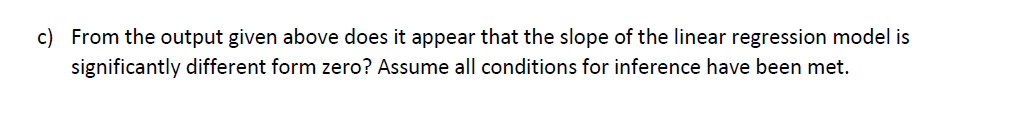 c) From the output given above does it appear that the slope of the linear regression model is
significantly different form zero? Assume all conditions for inference have been met.